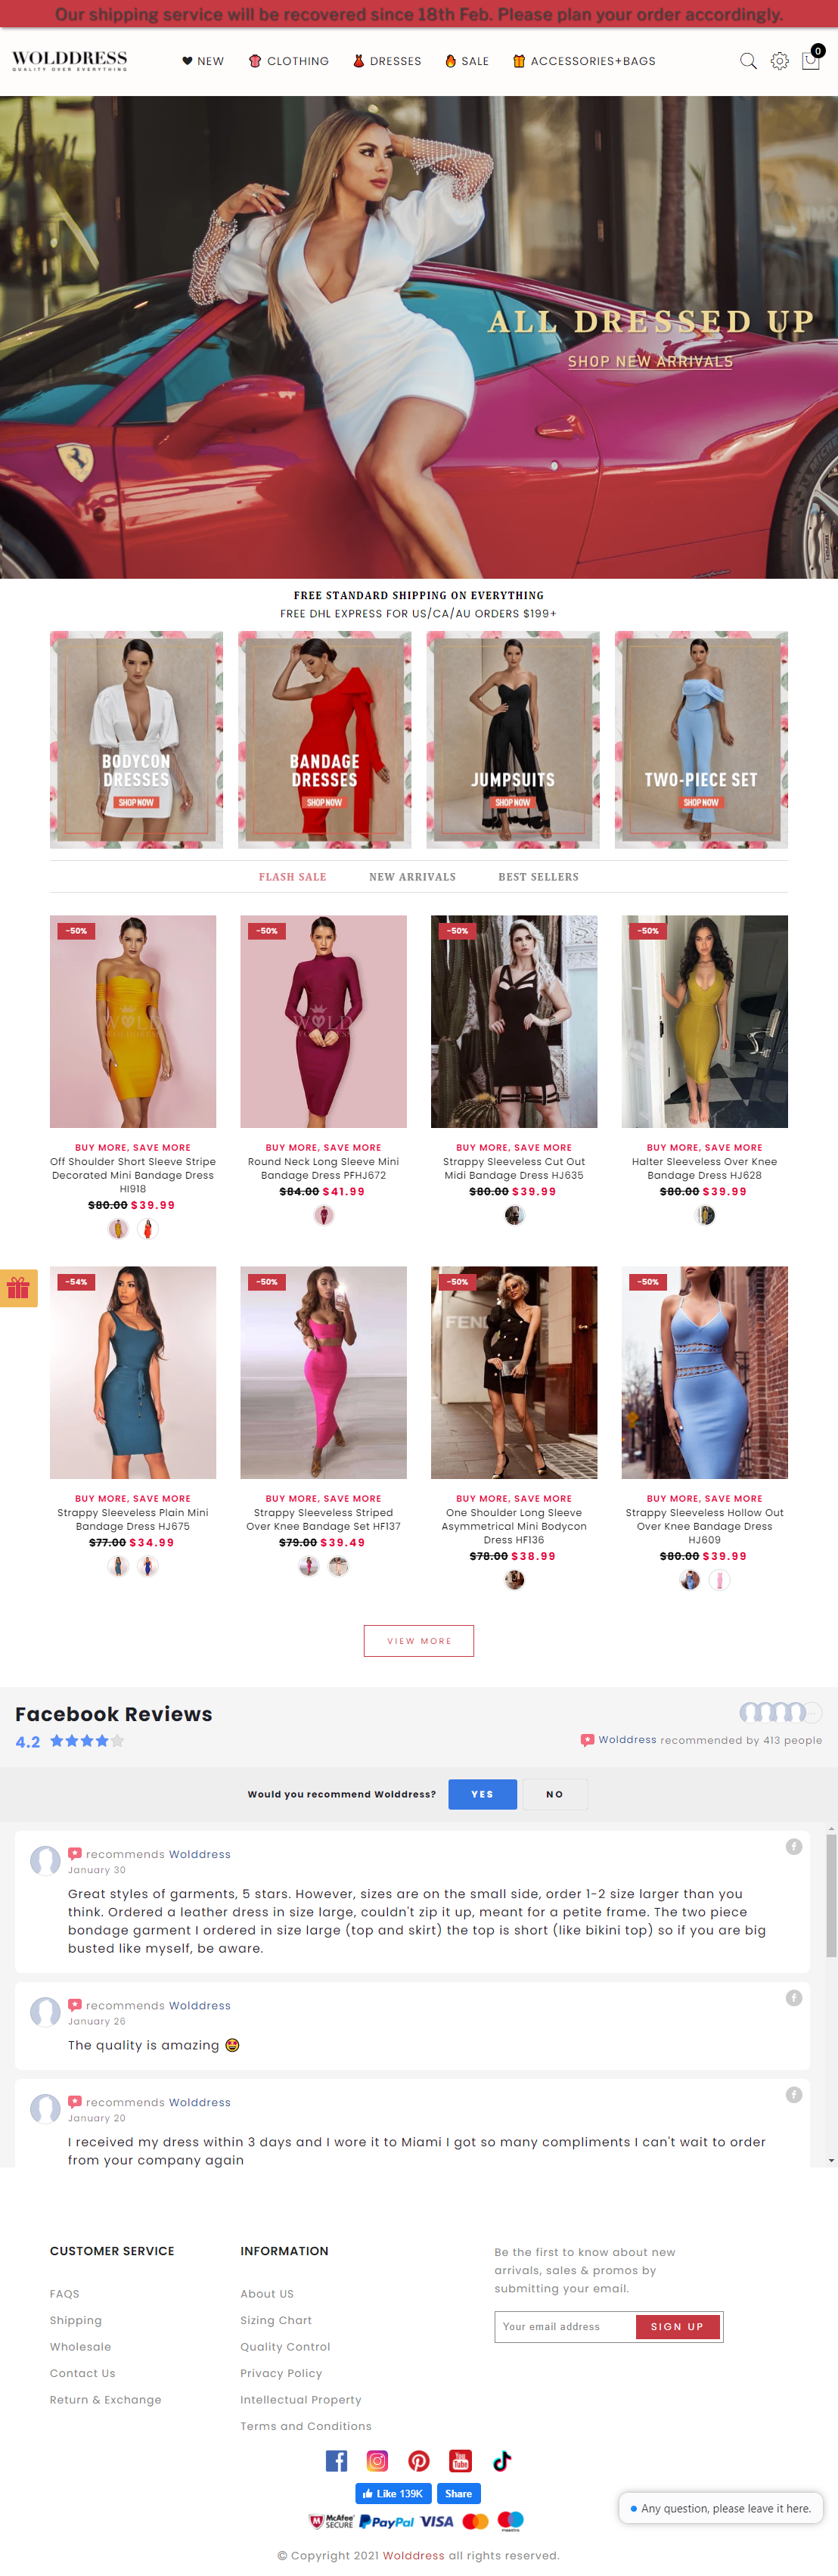 Our shipping service will be recovered since 18th Feb. Please plan your order accordingly.
WOLDDRESS
QUALITY OVER EVERYTHING
NEW
CLOTHING
DRESSES
SALE
ACCESSORIES+BAGS
0
ALL DRESSED UP
SHOP NEW ARRIVALS
FREE STANDARD SHIPPING ON EVERYTHING
FREE DHL EXPRESS FOR US/CA/AU ORDERS $199+
BODYCON
DRESSES
SHOP NOW
BANDAGE
DRESSES
SHOP NOW
JUMPSUITS
SHOP NOW
TWO-PIECE SET
SHOP NOW
FLASH SALE
NEW ARRIVALS
BEST SELLERS
-50%
-50%
-50%
-50%
BUY MORE, SAVE MORE
Off Shoulder Short Sleeve Stripe
Decorated Mini Bandage Dress
HI918
$80.00 $39.99
BUY MORE, SAVE MORE
Round Neck Long Sleeve Mini
Bandage Dress PFHJ672
$84.00 $41.99
BUY MORE, SAVE MORE
Strappy Sleeveless Cut Out
Midi Bandage Dress HJ635
$80.00 $39.99
BUY MORE, SAVE MORE
Halter Sleeveless Over Knee
Bandage Dress HJ628
$80.00 $39.99
-54%
-50%
-50%
-50%
FEN
BUY MORE, SAVE MORE
Strappy Sleeveless Plain Mini
Bandage Dress HJ675
$77.00 $34.99
BUY MORE, SAVE MORE
Strappy Sleeveless Striped
Over Knee Bandage Set HF137
$79.00 $39.49
BUY MORE, SAVE MORE
One Shoulder Long Sleeve
Asymmetrical Mini Bodycon
Dress HF136
$78.00 $38.99
BUY MORE, SAVE MORE
Strappy Sleeveless Hollow Out
Over Knee Bandage Dress
HJ609
$80.00 $39.99
VIEW MORE
Facebook Reviews
4.2
Wolddress recommended by 413 people
Would you recommend Wolddress?
YES
NO
recommends Wolddress
January 30
Great styles of garments, 5 stars. However, sizes are on the small side, order 1-2 size larger than you
think. Ordered a leather dress in size large, couldn't zip it up, meant for a petite frame. The two piece
bondage garment I ordered in size large (top and skirt) the top is short (like bikini top) so if you are big
busted like myself, be aware.
recommends Wolddress
January 26
The quality is amazing 🤩
recommends Wolddress
January 20
I received my dress within 3 days and I wore it to Miami I got so many compliments I can't wait to order
from your company again
CUSTOMER SERVICE
FAQS
Shipping
Wholesale
Contact Us
Return & Exchange
INFORMATION
About US
Sizing Chart
Quality Control
Privacy Policy
Intellectual Property
Terms and Conditions
Be the first to know about new
arrivals, sales & promos by
submitting your email.
Your email address
SIGN UP
You Tube
Like 139K
Share
McAfee SECURE
PayPal
VISA
maestro
Any question, please leave it here.
© Copyright 2021 Wolddress all rights reserved.